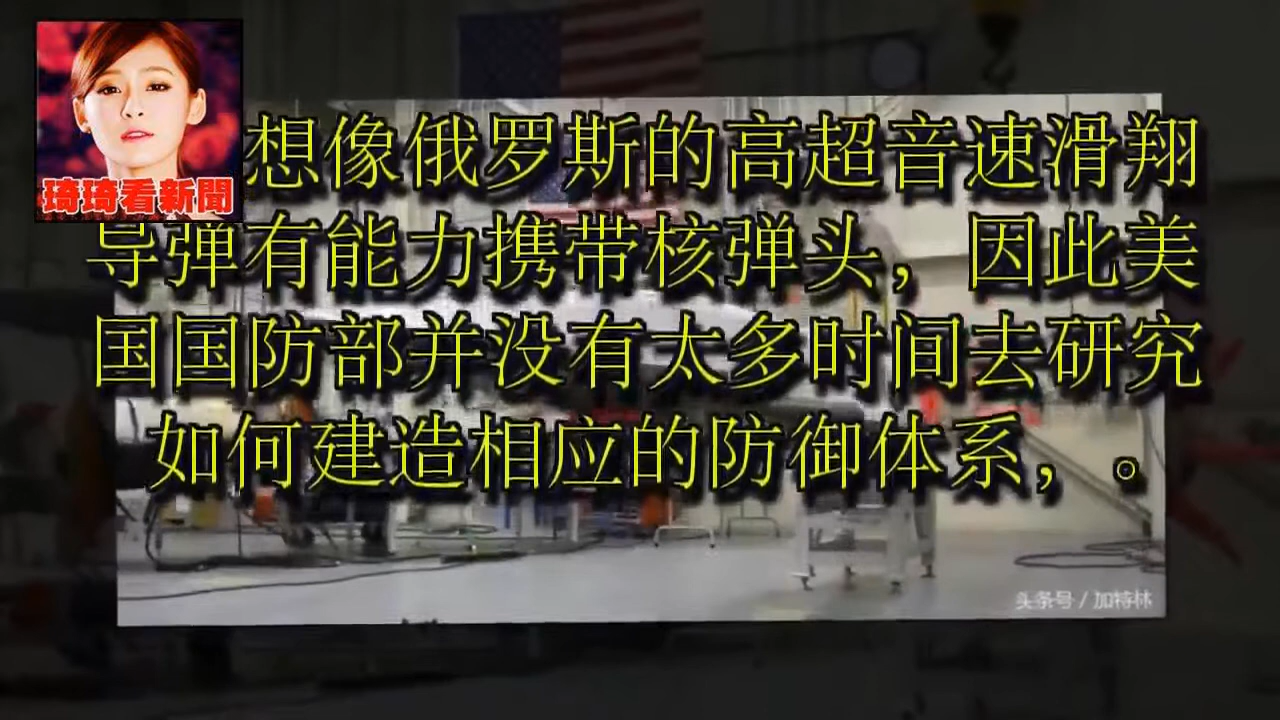 琦琦看新聞
想像俄罗斯的高超音速滑翔
导弹有能力携带核弹头，因此美
国国防部并没有太多时间去研究
如何建造相应的防御体系，。
头条号 / 加特林